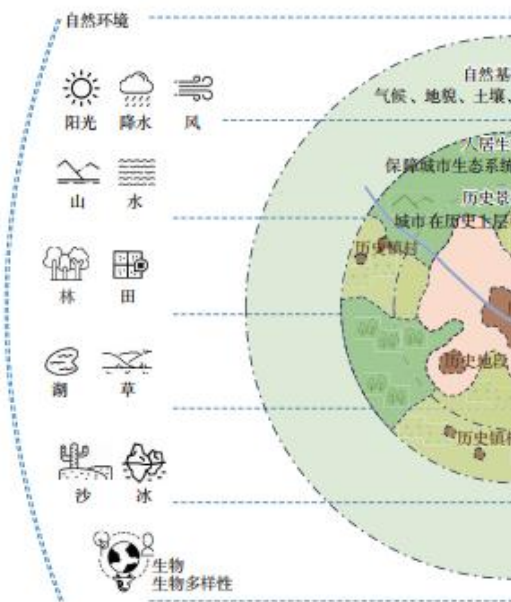 自然环境
阳光 降水 风
山 水
林 田
湖 草
沙 冰
生物
生物多样性
自然基
气候、地貌、土壤、
人居生
保障城市生态系统
历史景
城市在历史上层
历史镇村
历史地段
历史镇村